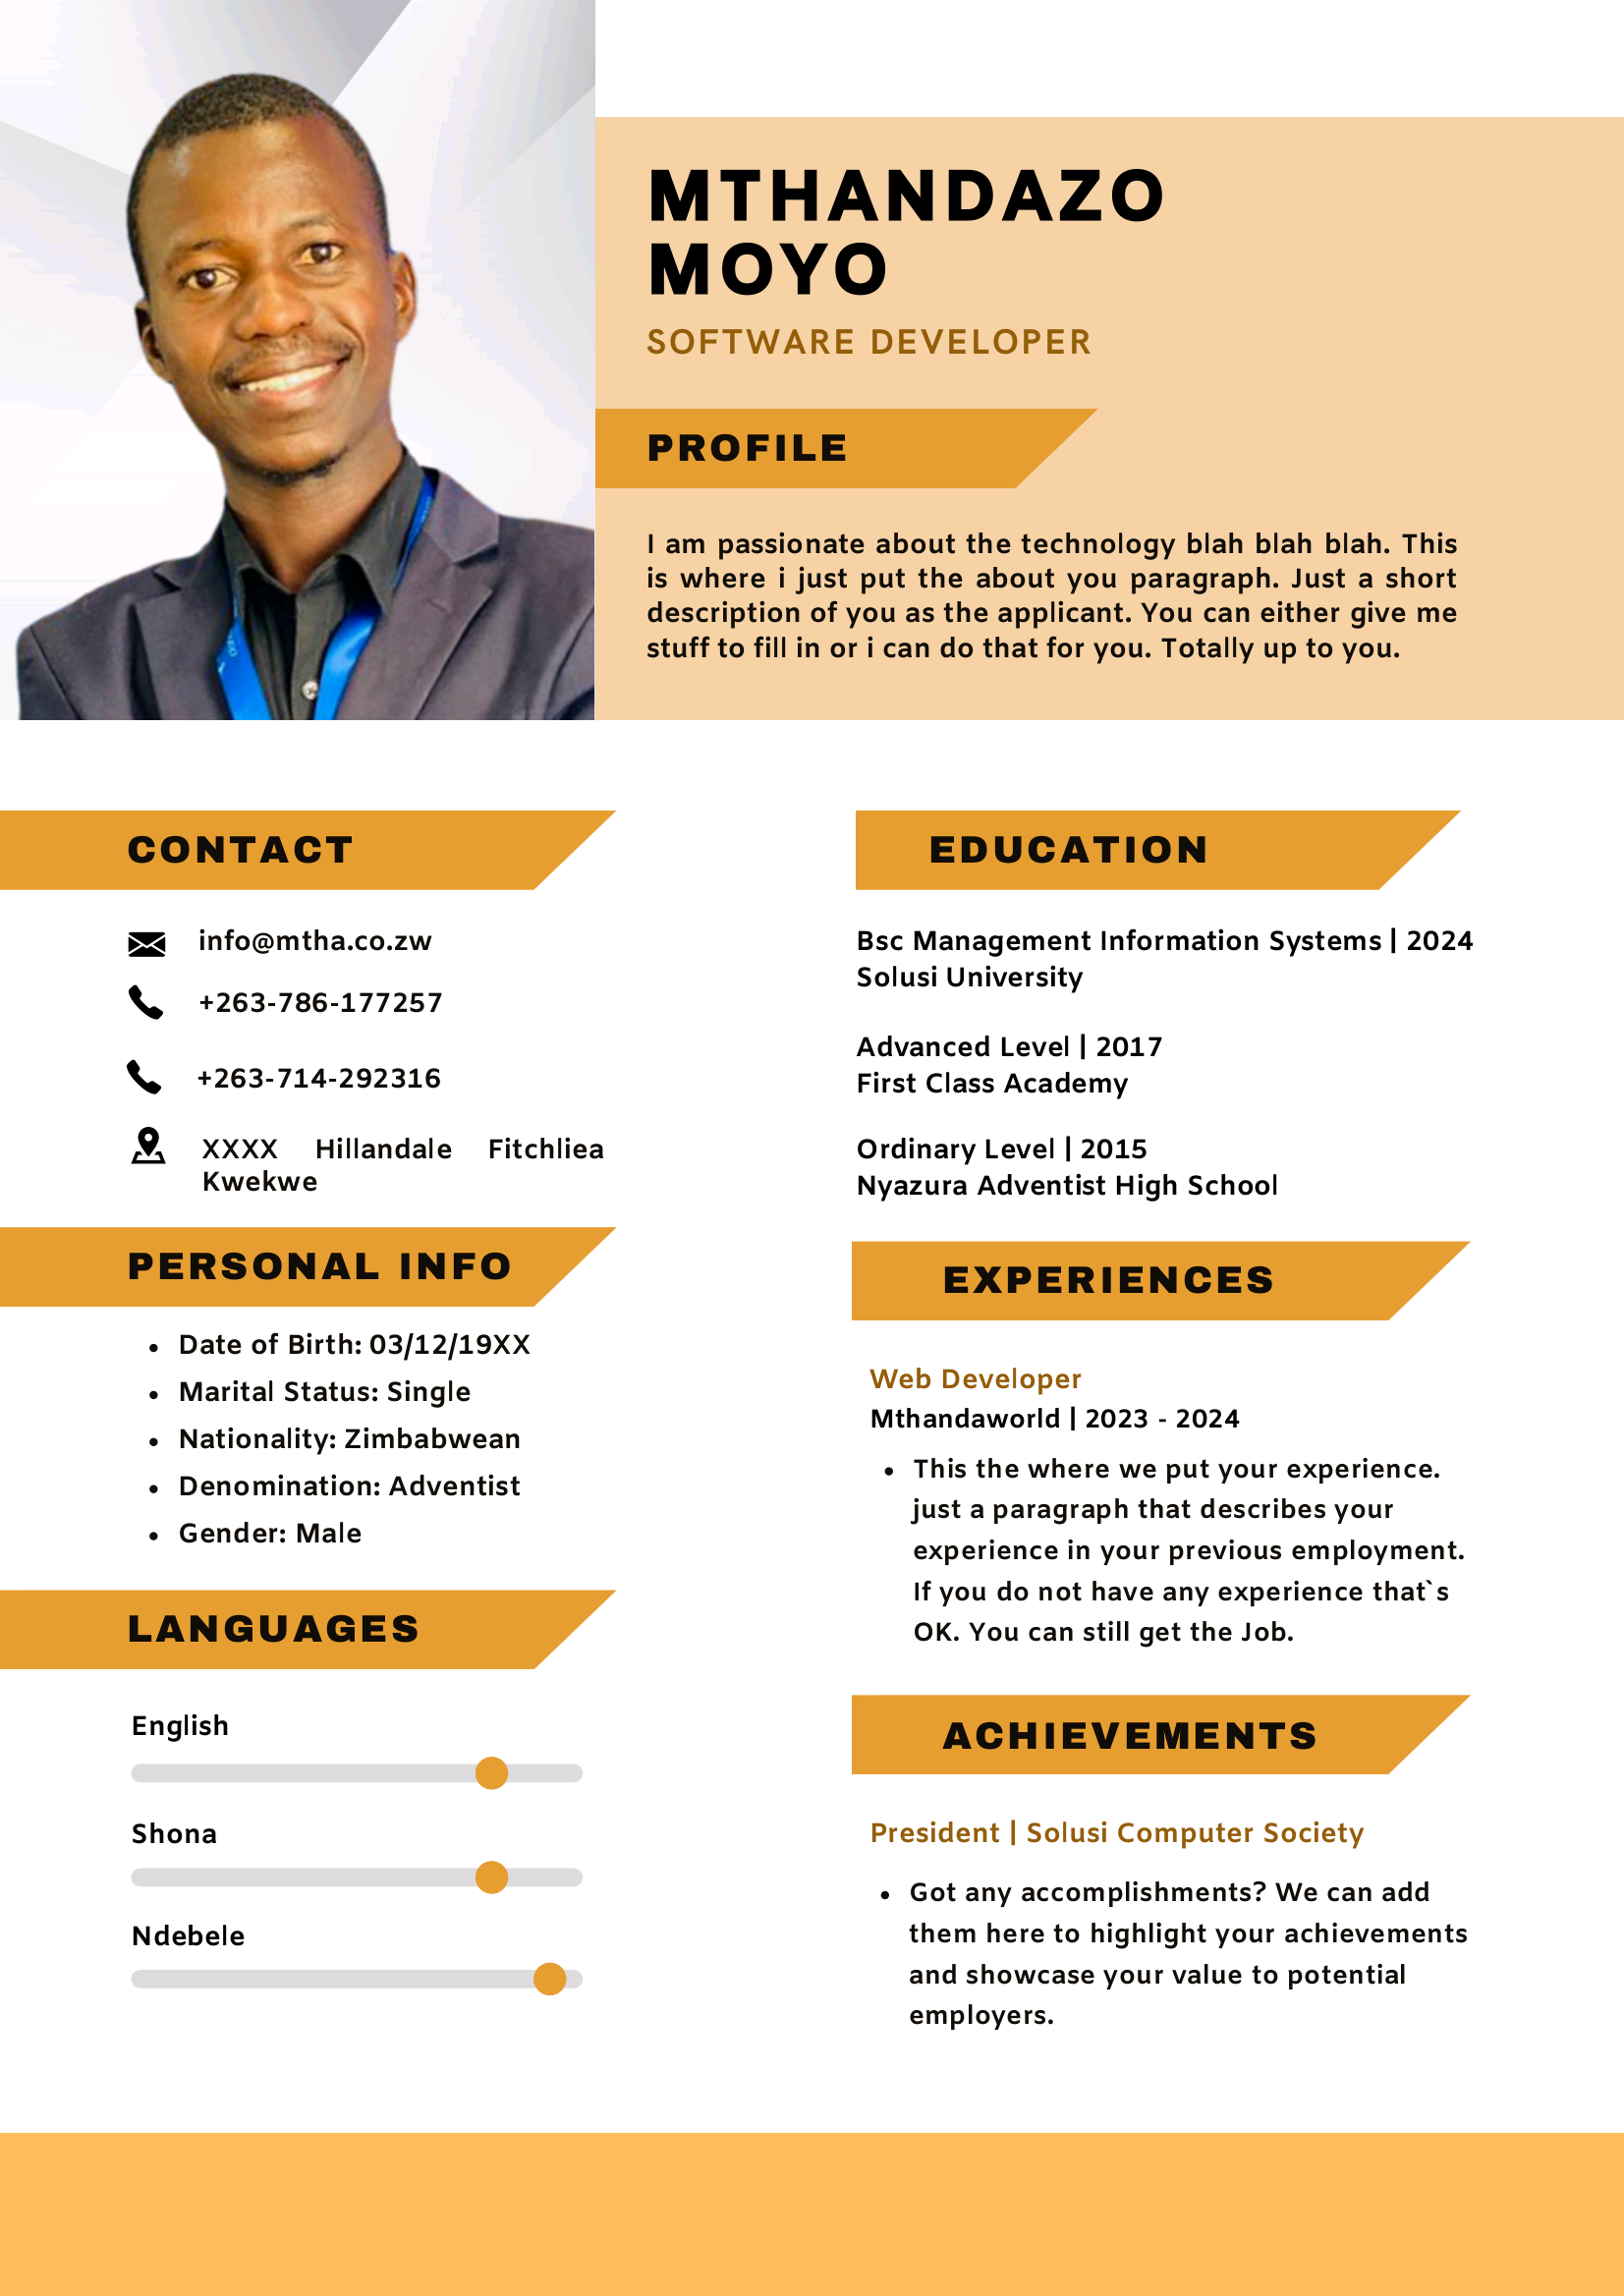 MTHANDAZO
MOYO
SOFTWARE DEVELOPER
PROFILE
I am passionate about the technology blah blah blah. This
is where i just put the about you paragraph. Just a short
description of you as the applicant. You can either give me
stuff to fill in or i can do that for you. Totally up to you.
CONTACT
info@mtha.co.zw
+263-786-177257
+263-714-292316
XXXX Hillandale Fitchliea
Kwekwe
PERSONAL INFO
• Date of Birth: 03/12/19XX
• Marital Status: Single
• Nationality: Zimbabwean
• Denomination: Adventist
• Gender: Male
LANGUAGES
English
Shona
Ndebele
EDUCATION
Bsc Management Information Systems | 2024
Solusi University
Advanced Level | 2017
First Class Academy
Ordinary Level | 2015
Nyazura Adventist High School
EXPERIENCES
Web Developer
Mthandaworld | 2023 - 2024
• This the where we put your experience.
just a paragraph that describes your
experience in your previous employment.
If you do not have any experience that`s
OK. You can still get the Job.
ACHIEVEMENTS
President | Solusi Computer Society
• Got any accomplishments? We can add
them here to highlight your achievements
and showcase your value to potential
employers.